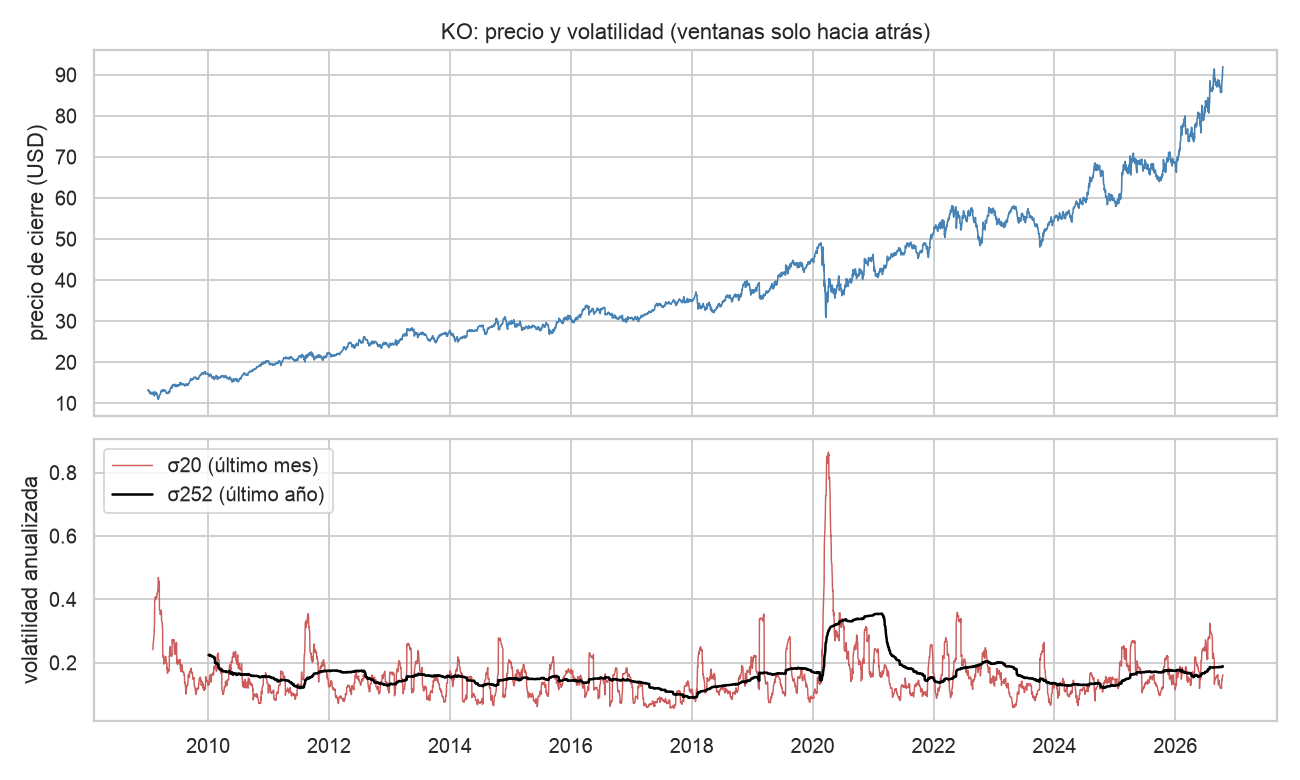 KO: precio y volatilidad (ventanas solo hacia atrás)
precio de cierre (USD)
90
80
70
60
50
40
30
20
10
volatilidad anualizada
0.8
0.6
0.4
0.2
σ20 (último mes)
σ252 (último año)
2010 2012 2014 2016 2018 2020 2022 2024 2026